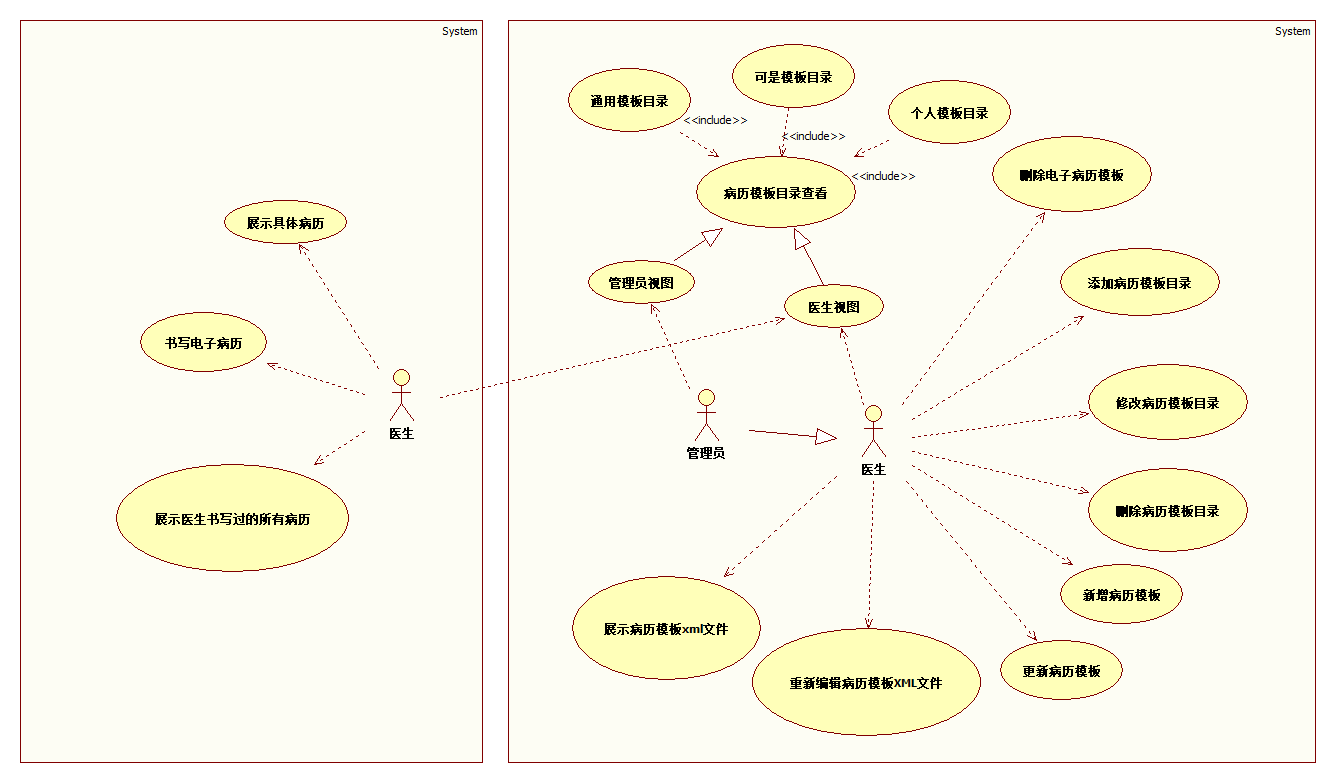 System
展示具体病历
书写电子病历
医生
展示医生书写过的所有病历
System
通用模板目录
可是模板目录
个人模板目录
<<include>>
<<include>>
<<include>>
病历模板目录查看
删除电子病历模板
管理员视图
医生视图
添加病历模板目录
修改病历模板目录
管理员
医生
删除病历模板目录
新增病历模板
展示病历模板xml文件
重新编辑病历模板XML文件
更新病历模板